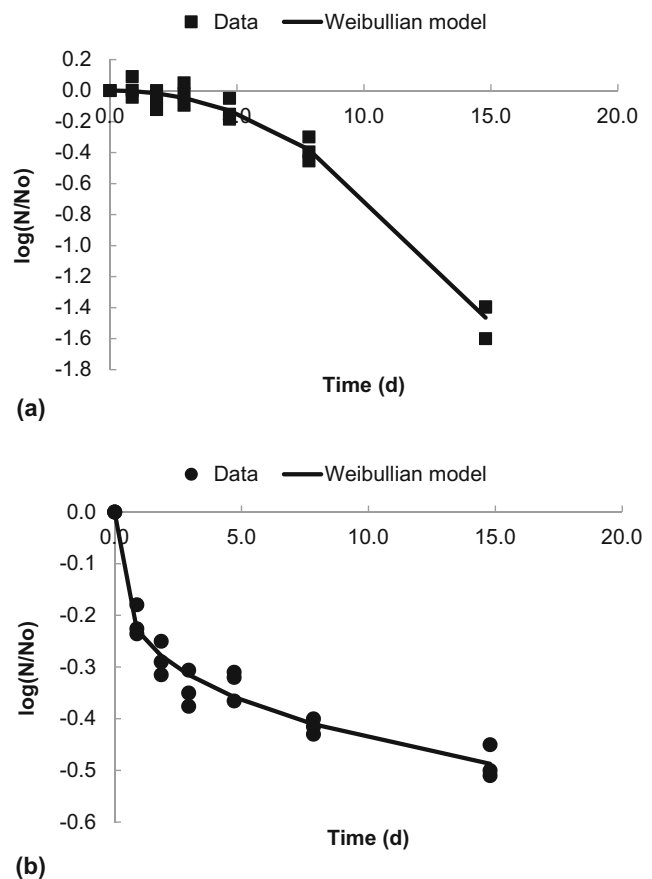 Data Weibullian model
0.2
0.0
0.0 5.0 10.0 15.0 20.0
-0.2
-0.4
-0.6
-0.8
-1.0
-1.2
-1.4
-1.6
-1.8
log(N/No)
Time (d)
(a)
Data Weibullian model
0.0
0.0 5.0 10.0 15.0 20.0
-0.1
-0.2
-0.3
-0.4
-0.5
-0.6
log(N/No)
Time (d)
(b)